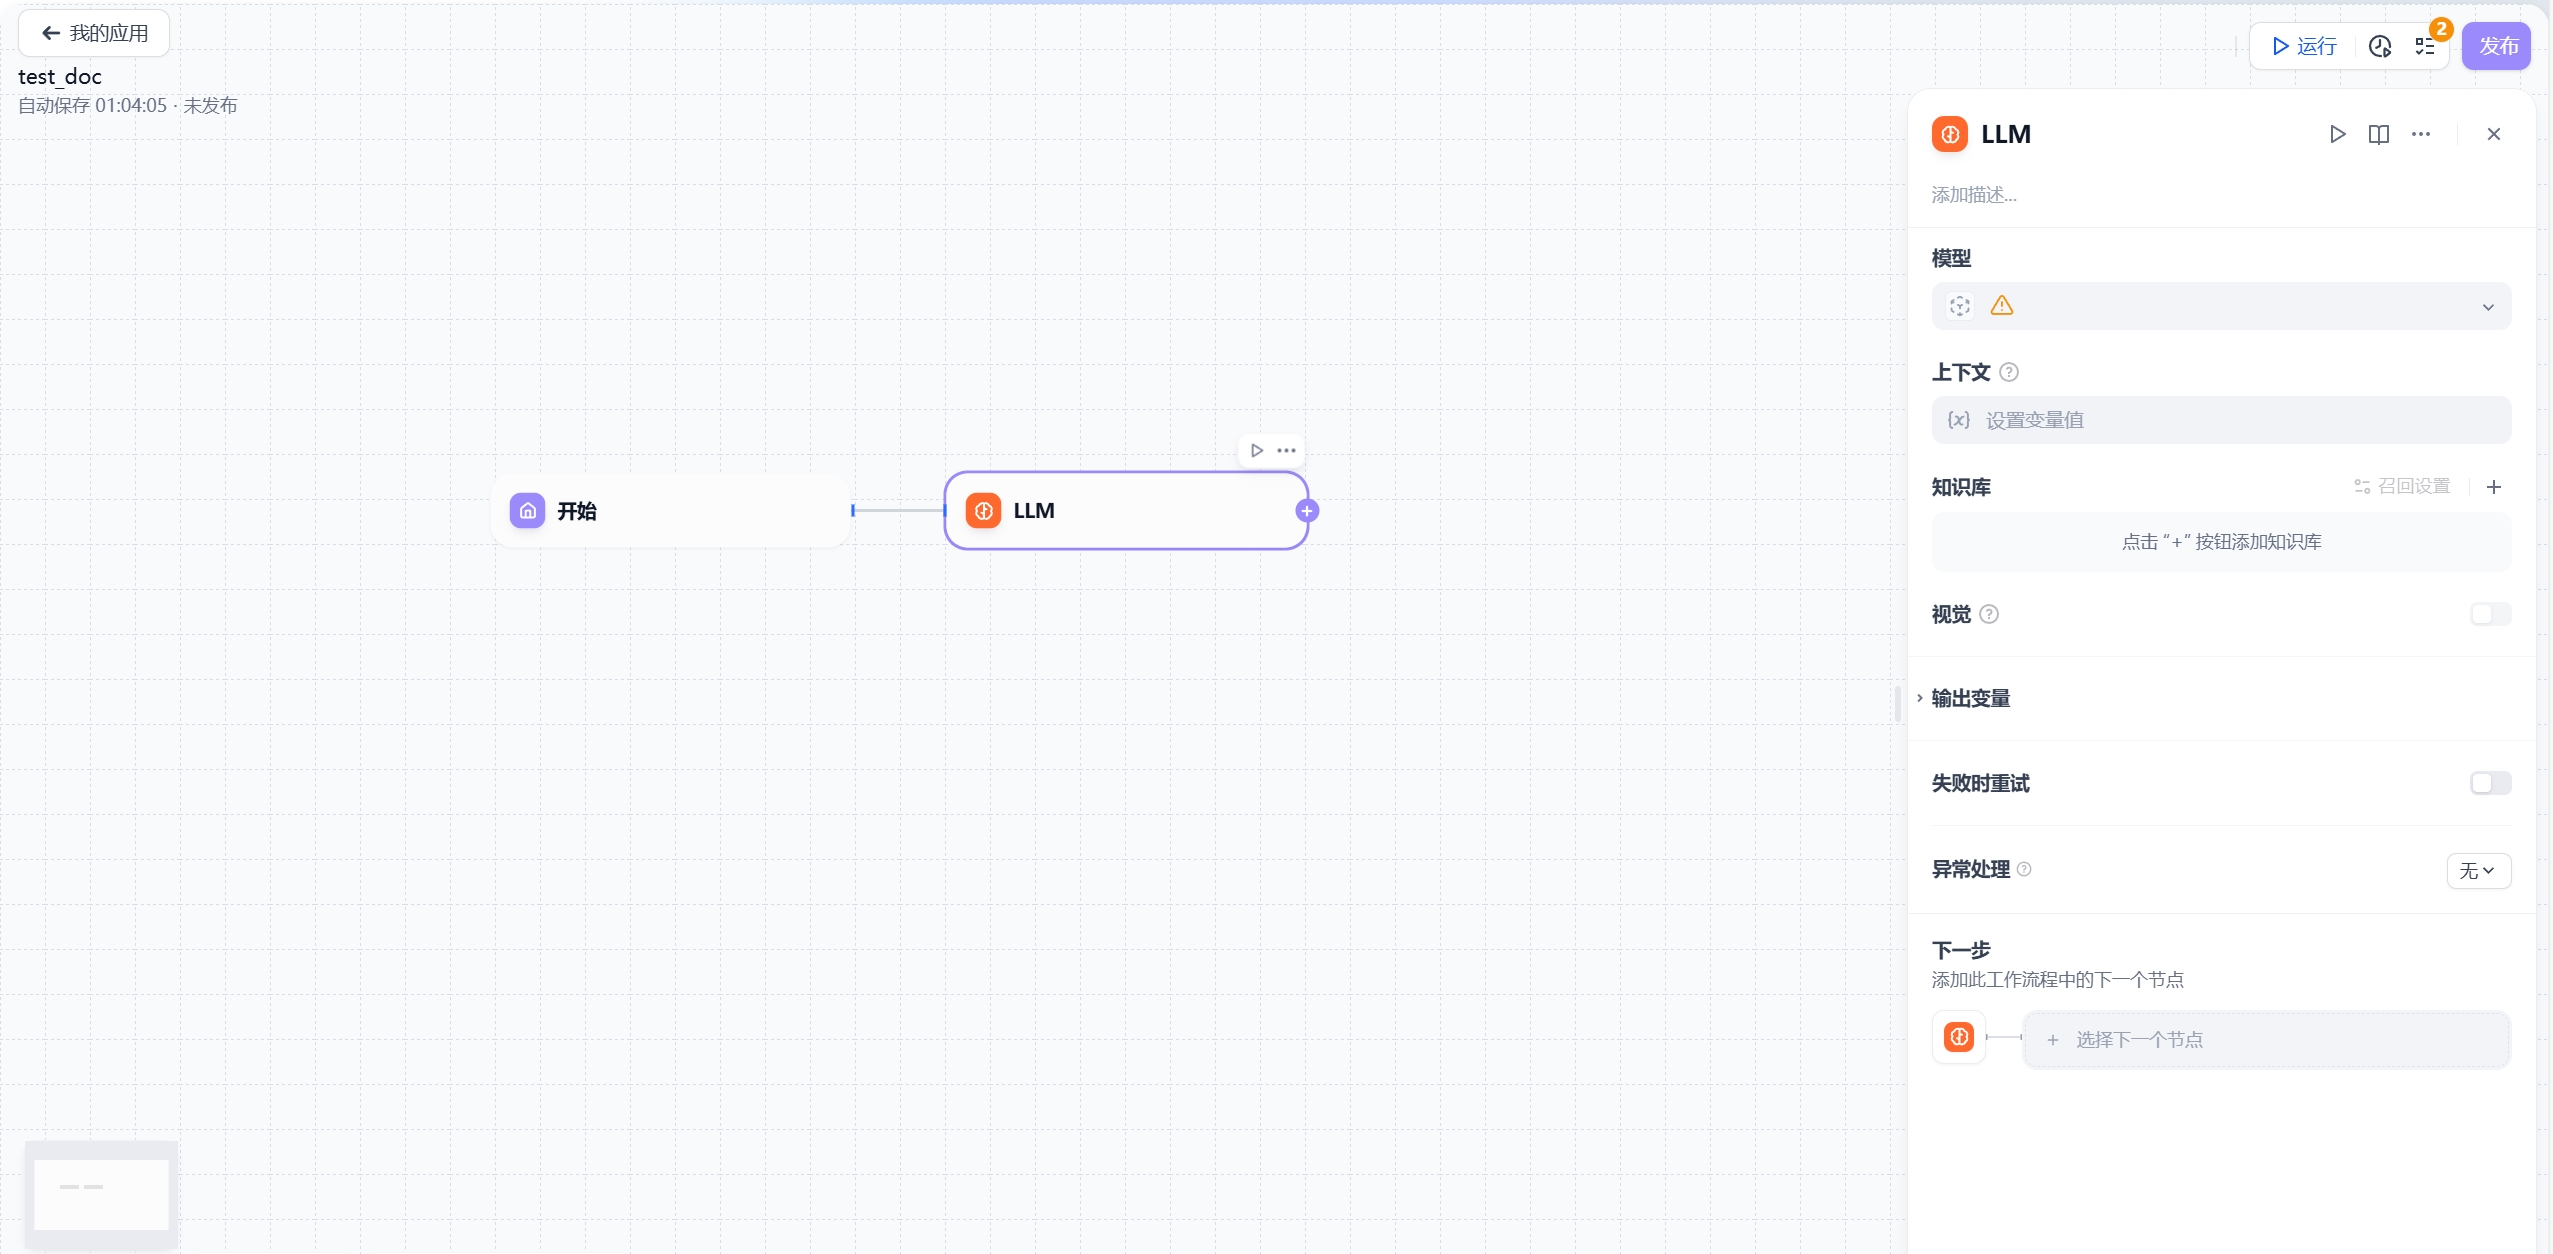 我的应用
test_doc
自动保存 01:04:05 · 未发布
运行
2
发布
LLM
添加描述...
模型
上下文
{x} 设置变量值
知识库
召回设置
点击 “+” 按钮添加知识库
视觉
输出变量
失败时重试
异常处理
无
下一步
添加此工作流程中的下一个节点
+ 选择下一个节点
开始
LLM